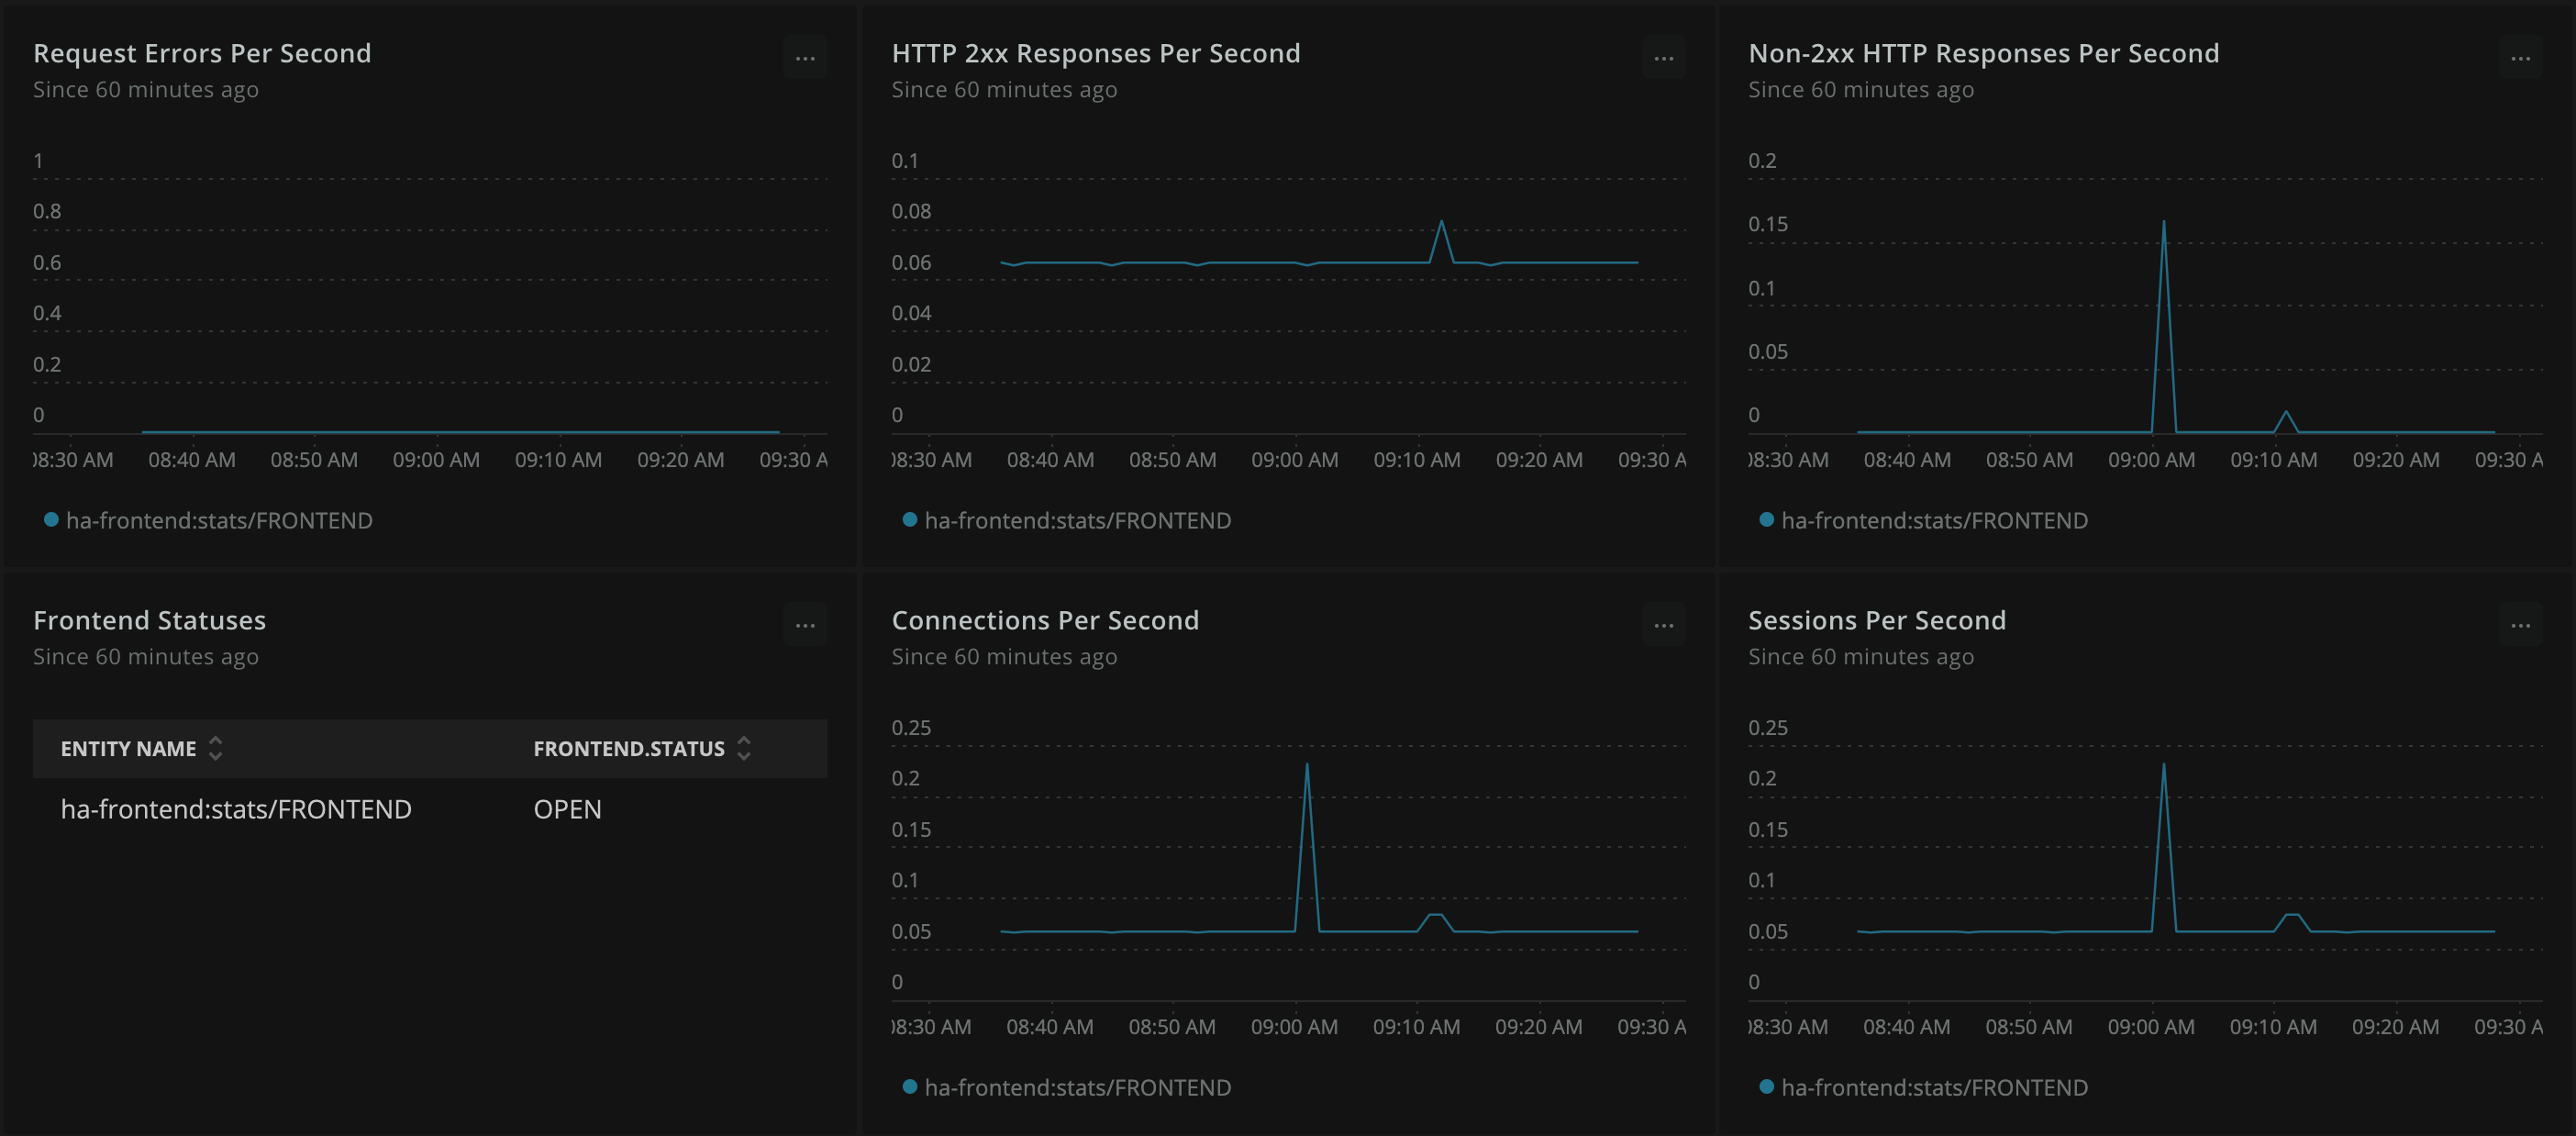 Request Errors Per Second
...
Since 60 minutes ago
1
0.8
0.6
0.4
0.2
0
08:30 AM 08:40 AM 08:50 AM 09:00 AM 09:10 AM 09:20 AM 09:30 A
ha-frontend:stats/FRONTEND
HTTP 2xx Responses Per Second
...
Since 60 minutes ago
0.1
0.08
0.06
0.04
0.02
0
08:30 AM 08:40 AM 08:50 AM 09:00 AM 09:10 AM 09:20 AM 09:30 A
ha-frontend:stats/FRONTEND
Non-2xx HTTP Responses Per Second
...
Since 60 minutes ago
0.2
0.15
0.1
0.05
0
08:30 AM 08:40 AM 08:50 AM 09:00 AM 09:10 AM 09:20 AM 09:30 A
ha-frontend:stats/FRONTEND
Frontend Statuses
...
Since 60 minutes ago
ENTITY NAME FRONTEND.STATUS
ha-frontend:stats/FRONTEND OPEN
Connections Per Second
...
Since 60 minutes ago
0.25
0.2
0.15
0.1
0.05
0
08:30 AM 08:40 AM 08:50 AM 09:00 AM 09:10 AM 09:20 AM 09:30 A
ha-frontend:stats/FRONTEND
Sessions Per Second
...
Since 60 minutes ago
0.25
0.2
0.15
0.1
0.05
0
08:30 AM 08:40 AM 08:50 AM 09:00 AM 09:10 AM 09:20 AM 09:30 A
ha-frontend:stats/FRONTEND